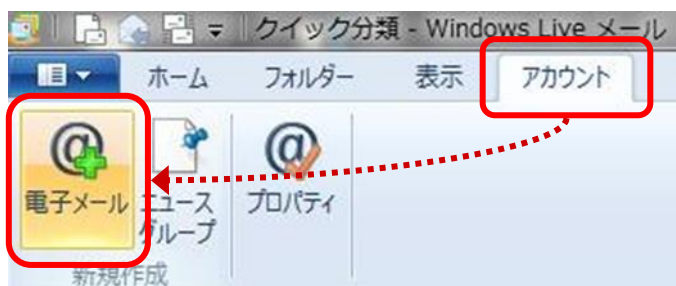 クイック分類 - Windows Live メール
ホーム フォルダー 表示 アカウント
電子メール
ニュース
グループ
プロパティ
新規作成